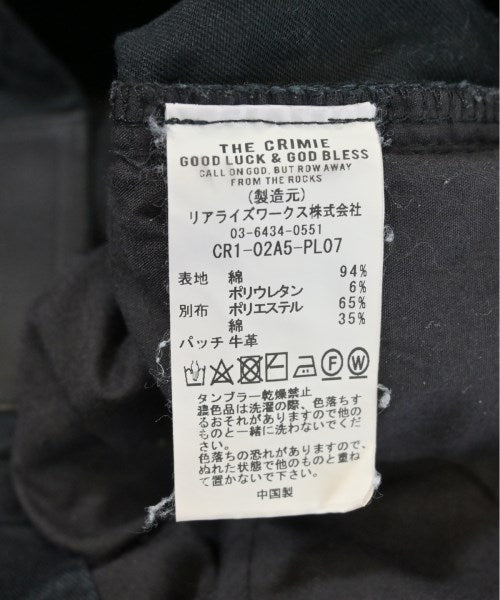 THE CRIMIE
GOOD LUCK & GOD BLESS
CALL ON GOD, BUT ROW AWAY
FROM THE ROCKS
(製造元)
リアライズワークス株式会社
03-6434-0551
CR1-02A5-PL07
表地 綿 94%
ポリウレタン 6%
別布 ポリエステル 65%
綿 35%
パッチ 牛革
F W
タンブラー乾燥禁止
濃色品は洗濯の際、色落ちす
るおそれがありますので他の
ものと一緒に洗わないでくだ
さい。
色落ちの恐れがありますので、
ぬれた状態で他のものと重ね
て置かないで下さい。
中国製